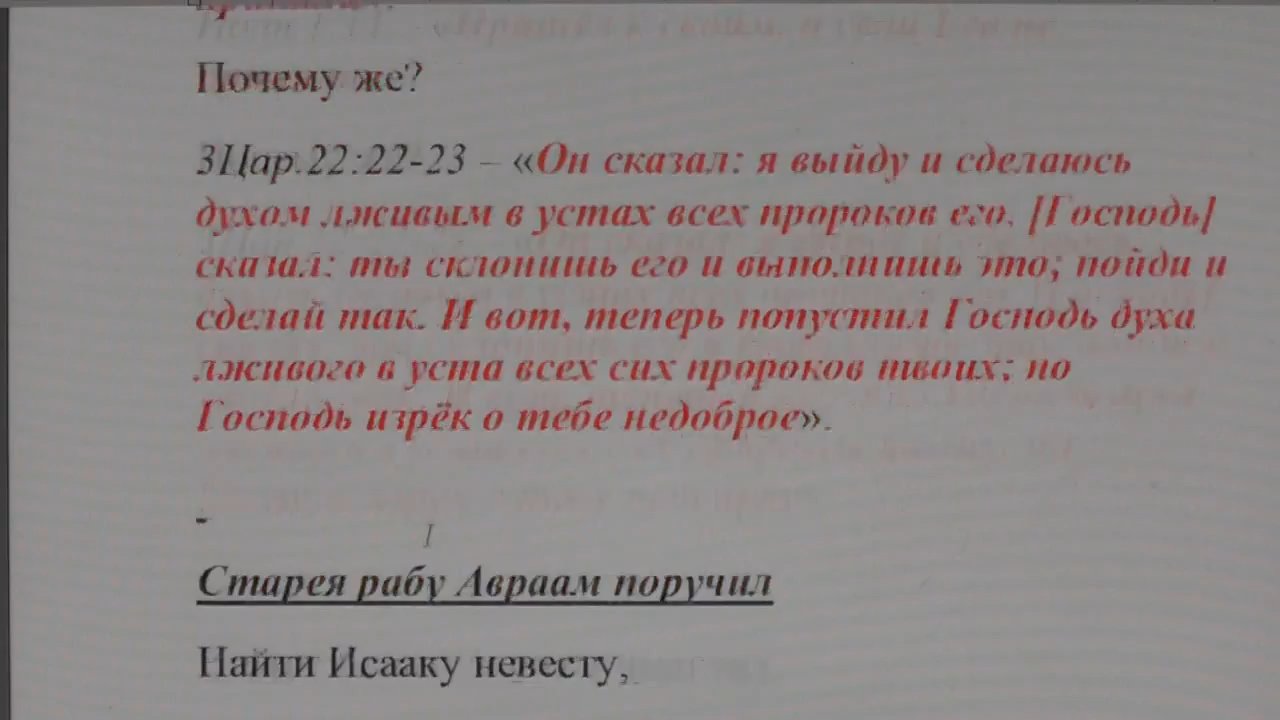 Почему же?
3Цар.22:22-23 – «Он сказал: я выйду и сделаюсь
духом лживым в устах всех пророков его. [Господь]
сказал: ты склонишь его и выполнишь это; пойди и
сделай так. И вот, теперь попустил Господь духа
лживого в уста всех сих пророков твоих; но
Господь изрёк о тебе недоброе».
-
Старея рабу Авраам поручил
Найти Исааку невесту,